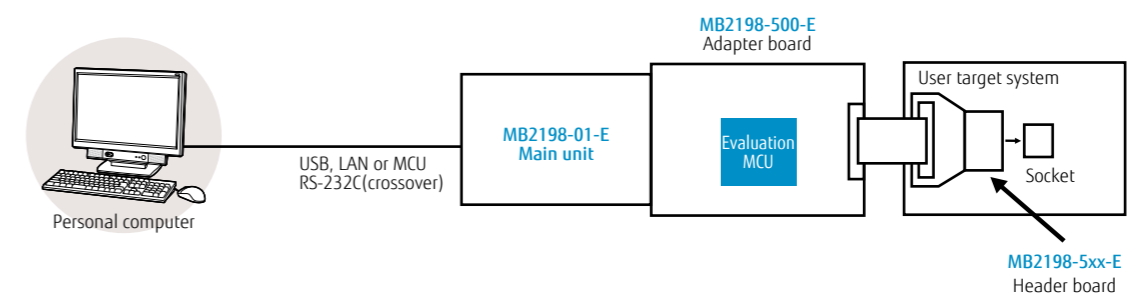 Personal computer
USB, LAN or MCU
RS-232C(crossover)
MB2198-01-E
Main unit
MB2198-500-E
Adapter board
Evaluation
MCU
User target system
Socket
MB2198-5xx-E
Header board